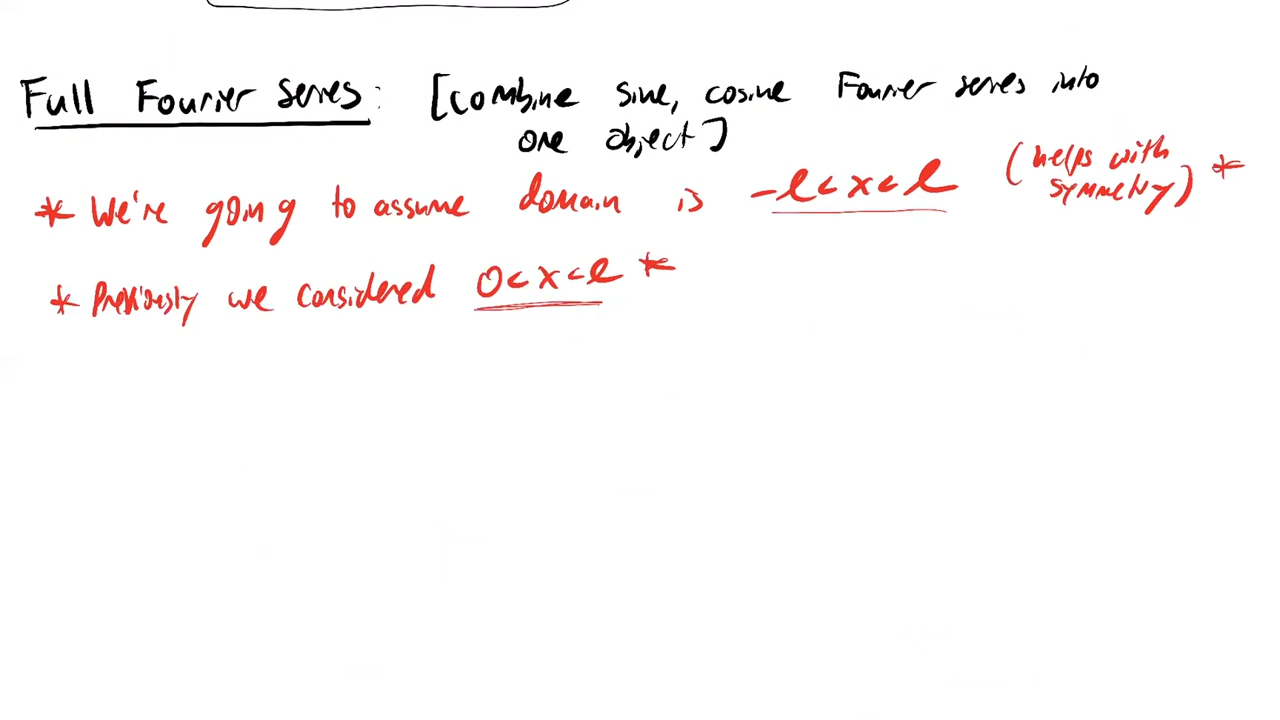 Full Fourier Series: [combine sine, cosine Fourier series into
one object]
* We're going to assume domain is -l < x < l (helps with
symmetry) *
* Previously we considered 0 < x < l *